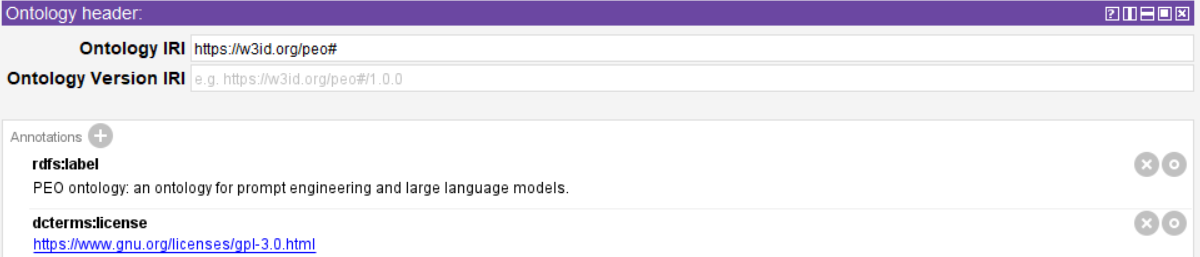 Ontology header:
Ontology IRI https://w3id.org/peo#
Ontology Version IRI e.g. https://w3id.org/peo#/1.0.0
Annotations
rdfs:label
PEO ontology: an ontology for prompt engineering and large language models.
dcterms:license
https://www.gnu.org/licenses/gpl-3.0.html